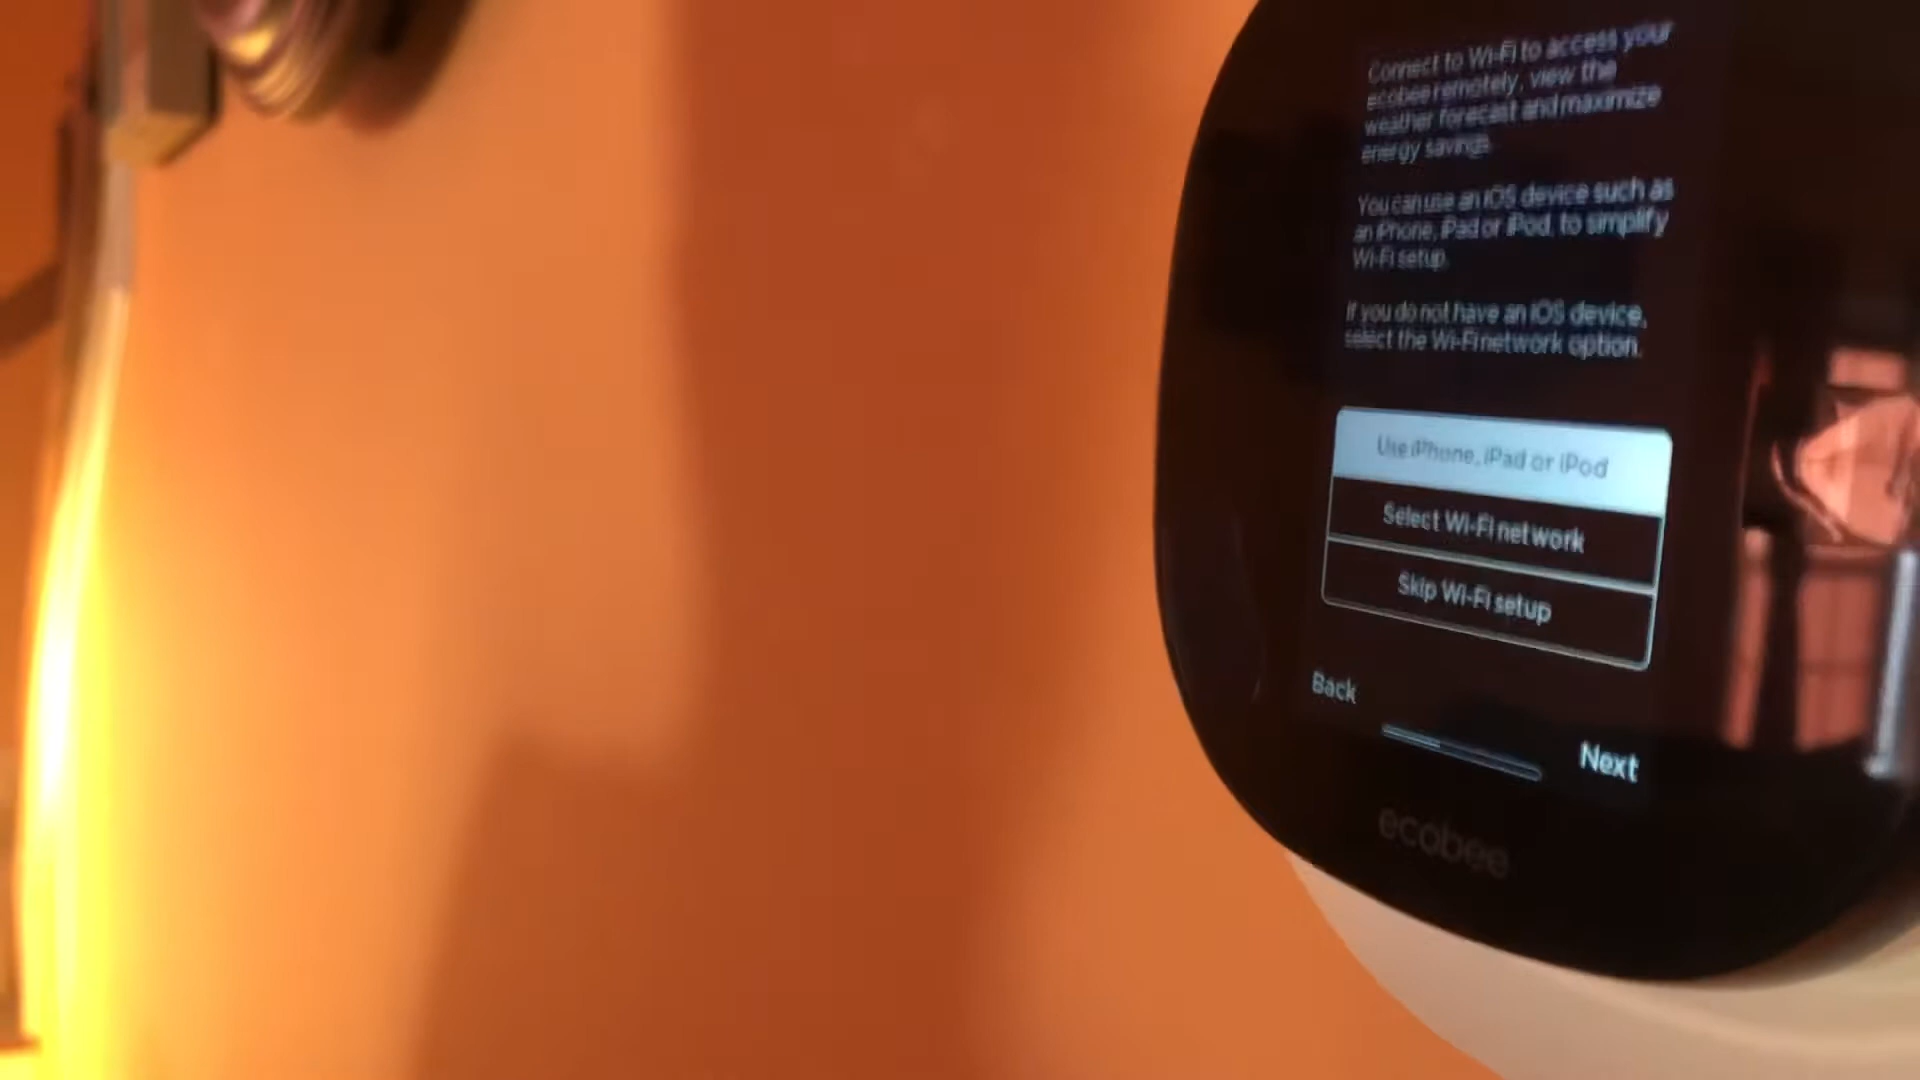 Connect to Wi-Fi to access your
ecobee remotely, view the
weather forecast and maximize
energy savings.
You can use an iOS device such as
an iPhone, iPad or iPod, to simplify
Wi-Fi setup.
If you do not have an iOS device,
select the Wi-Fi network option.
Use iPhone, iPad or iPod
Select Wi-Fi network
Skip Wi-Fi setup
Back
Next
ecobee